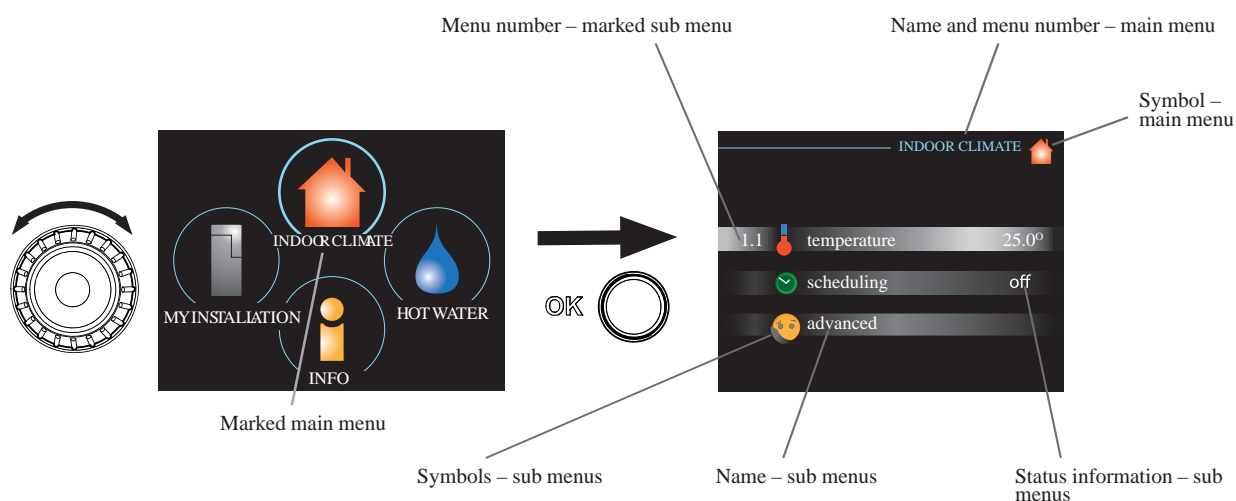 Menu number – marked sub menu
Name and menu number – main menu
Symbol –
main menu
INDOOR CLIMATE
MY INSTALLATION
HOT WATER
INFO
OK
INDOOR CLIMATE
1.1 temperature 25.0°
scheduling off
advanced
Marked main menu
Symbols – sub menus
Name – sub menus
Status information – sub
menus